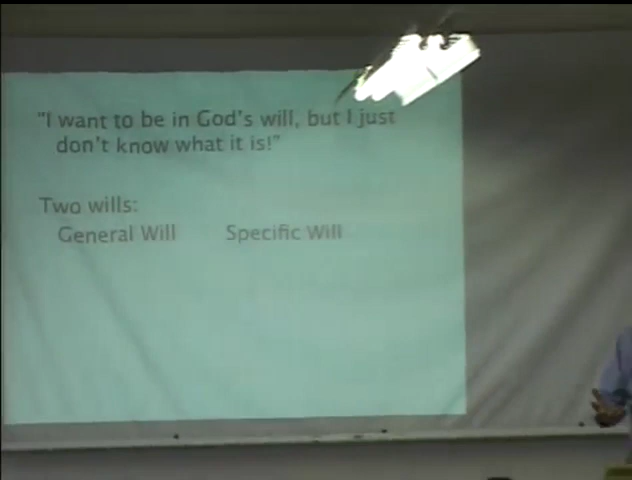 "I want to be in God's will, but I just
don't know what it is!"
Two wills:
General Will Specific Will